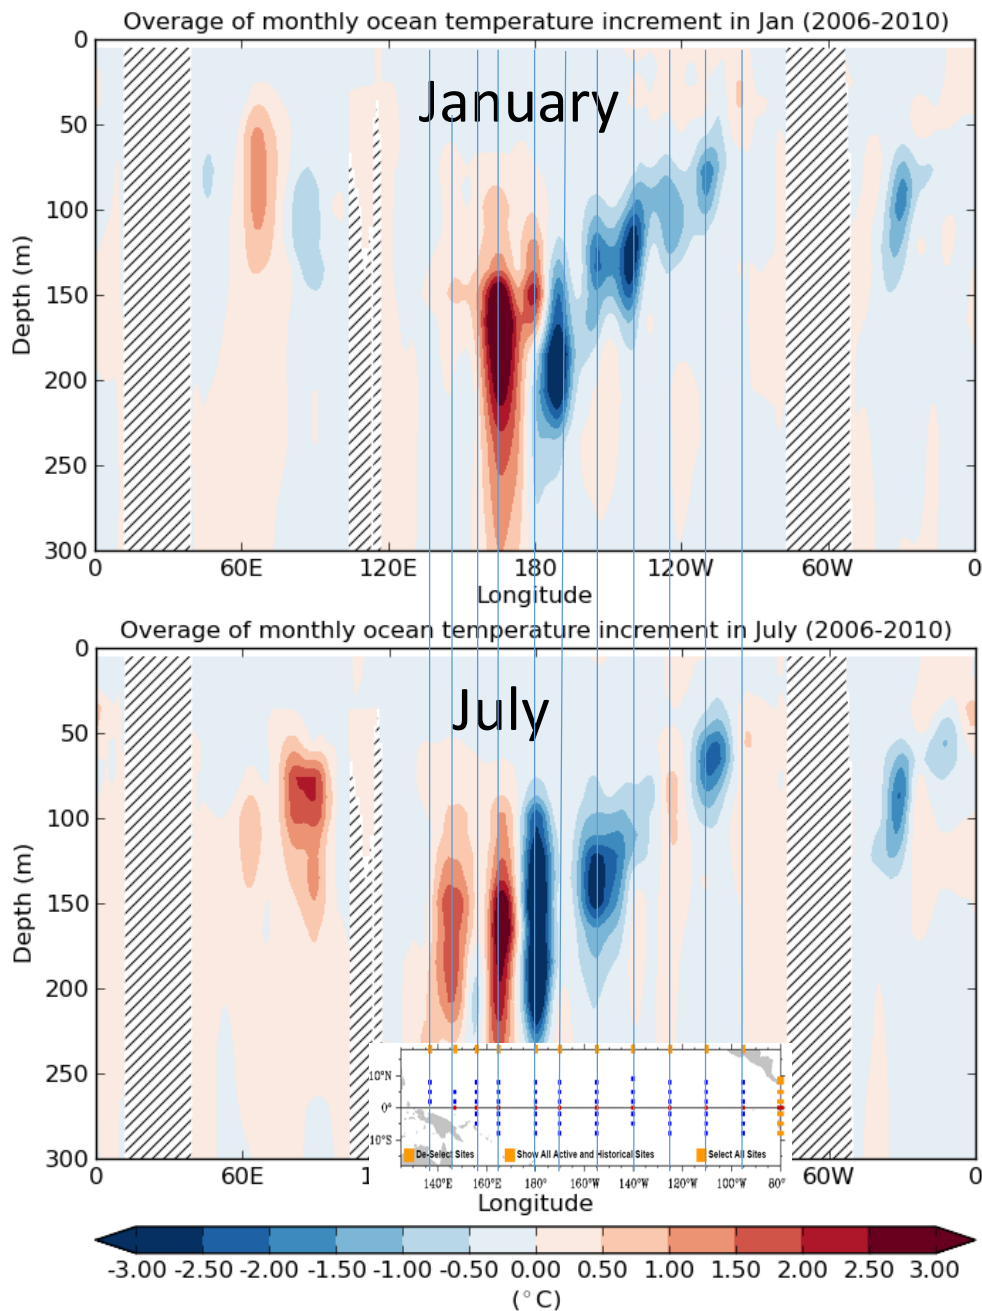 Overage of monthly ocean temperature increment in Jan (2006-2010)
January
0
50
100
150
200
250
300
Depth (m)
0 60E 120E 180 120W 60W 0
Longitude
Overage of monthly ocean temperature increment in July (2006-2010)
July
0
50
100
150
200
250
300
Depth (m)
10°N
0°
10°S
De-Select Sites Show All Active and Historical Sites Select All Sites
140°E 160°E 180° 160°W 140°W 120°W 100°W 80°
0 60E 1 60W 0
Longitude
-3.00 -2.50 -2.00 -1.50 -1.00 -0.50 0.00 0.50 1.00 1.50 2.00 2.50 3.00
(°C)